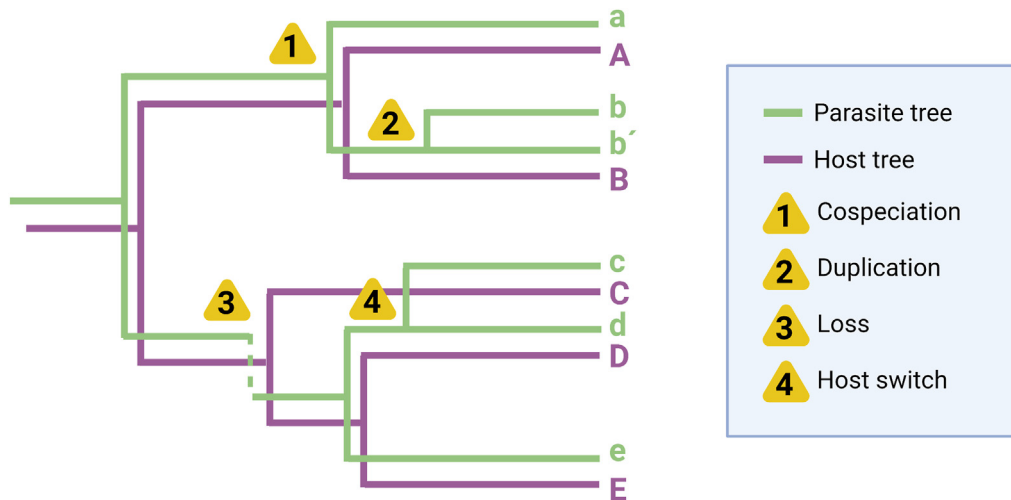 a
1
A
b
2
b´
B
c
3
4
C
d
D
e
E
Parasite tree
Host tree
1 Cospeciation
2 Duplication
3 Loss
4 Host switch